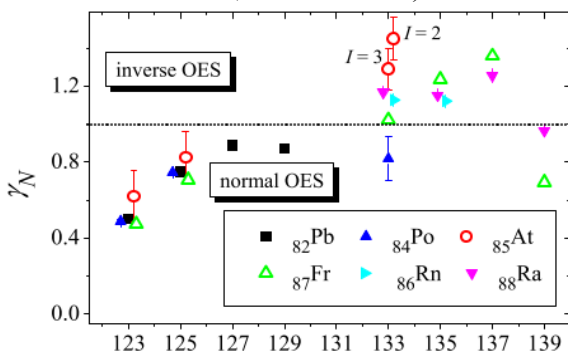 I = 2
I = 3
inverse OES
normal OES
γN
1.2
0.8
0.4
0.0
82Pb 84Po 85At
87Fr 86Rn 88Ra
123 125 127 129 131 133 135 137 139